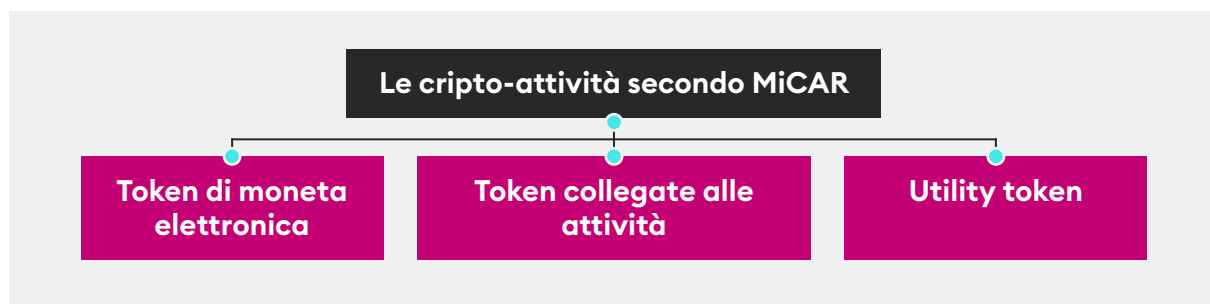 Le cripto-attività secondo MiCAR
Token di moneta
elettronica
Token collegate alle
attività
Utility token